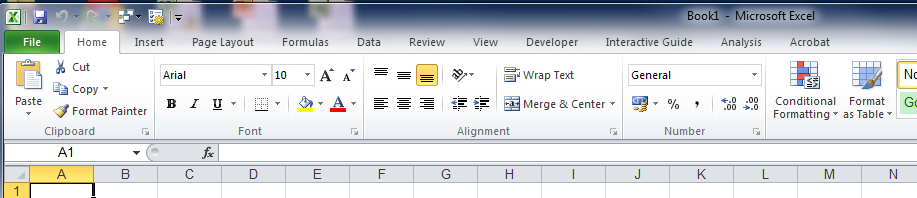 Book1 - Microsoft Excel
File Home Insert Page Layout Formulas Data Review View Developer Interactive Guide Analysis Acrobat
Cut Arial 10 A A Wrap Text General No
Copy
Paste Format Painter B I U A Merge & Center % , .00 .0 .00 .0 Conditional Formatting Format as Table Go
Clipboard Font Alignment Number
A1 fx
A B C D E F G H I J K L M N
1